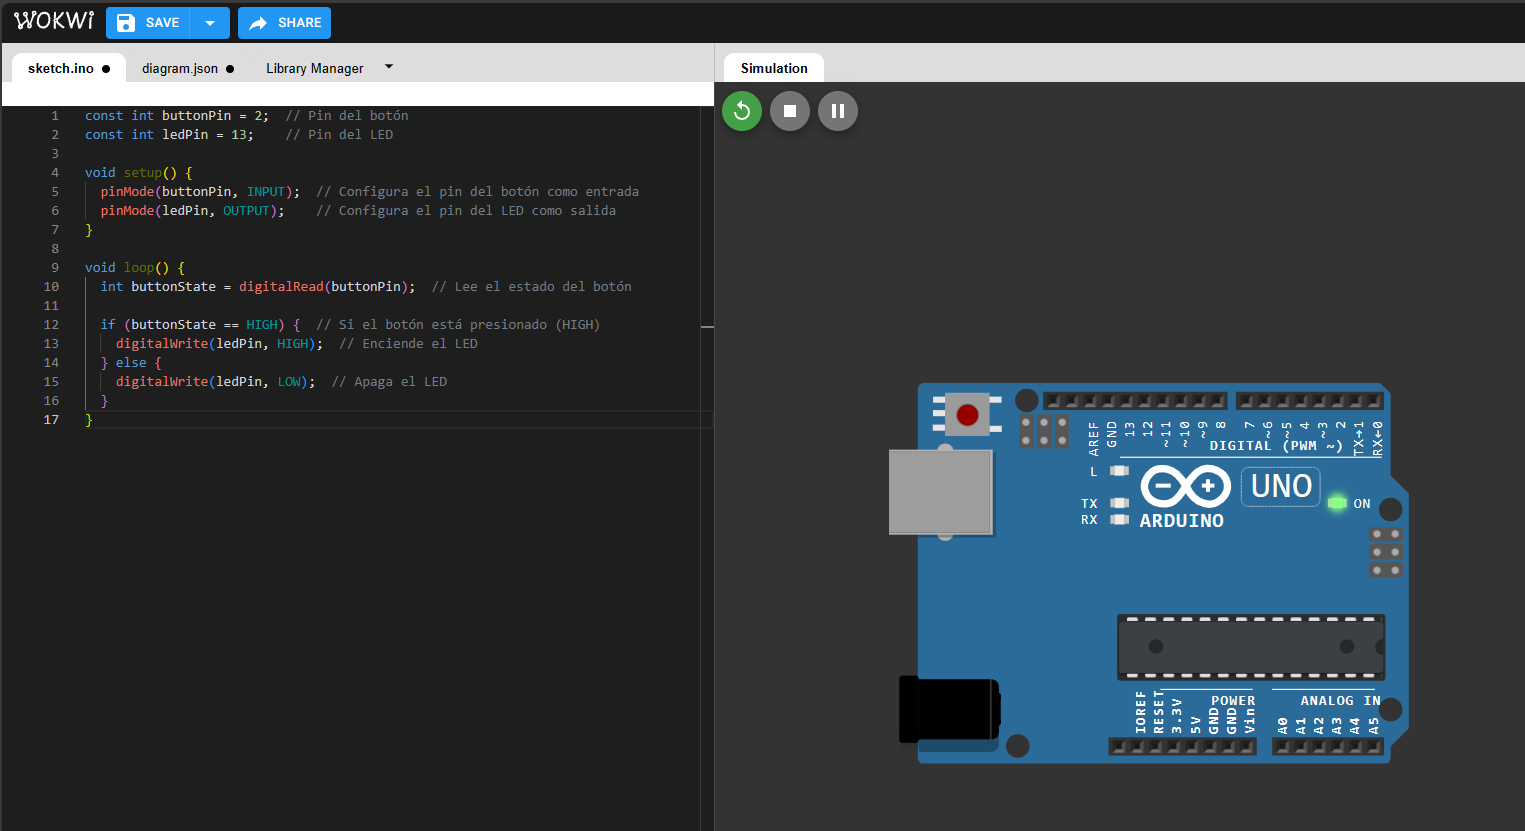 WOKWI SAVE SHARE
sketch.ino diagram.json Library Manager
Simulation
1 const int buttonPin = 2;  // Pin del botón
2 const int ledPin = 13;    // Pin del LED
3
4 void setup() {
5   pinMode(buttonPin, INPUT);  // Configura el pin del botón como entrada
6   pinMode(ledPin, OUTPUT);    // Configura el pin del LED como salida
7 }
8
9 void loop() {
10   int buttonState = digitalRead(buttonPin);  // Lee el estado del botón
11
12   if (buttonState == HIGH) {  // Si el botón está presionado (HIGH)
13     digitalWrite(ledPin, HIGH);  // Enciende el LED
14   } else {
15     digitalWrite(ledPin, LOW);  // Apaga el LED
16   }
17 }
AREF GND 13 12 ~11 ~10 ~9 8 7 ~6 ~5 4 ~3 2 TX→1 RX←0
DIGITAL (PWM ~)
L
UNO
TX
ON
RX
ARDUINO
IOREF RESET 3.3V 5V GND GND Vin
POWER
ANALOG IN
A0 A1 A2 A3 A4 A5